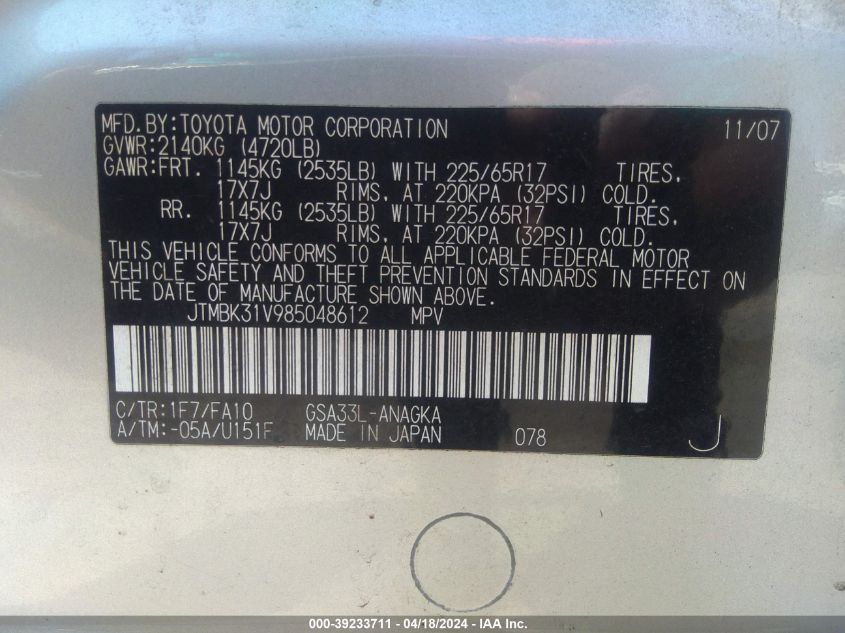 MFD.BY:TOYOTA MOTOR CORPORATION 11/07
GVWR:2140KG (4720LB)
GAWR:FRT. 1145KG (2535LB) WITH 225/65R17 TIRES,
17X7J RIMS, AT 220KPA (32PSI) COLD.
RR. 1145KG (2535LB) WITH 225/65R17 TIRES,
17X7J RIMS, AT 220KPA (32PSI) COLD.
THIS VEHICLE CONFORMS TO ALL APPLICABLE FEDERAL MOTOR
VEHICLE SAFETY AND THEFT PREVENTION STANDARDS IN EFFECT ON
THE DATE OF MANUFACTURE SHOWN ABOVE.
JTMBK31V985048612 MPV
C/TR:1F7/FA10 GSA33L-ANAGKA
A/TM:-05A/U151F MADE IN JAPAN 078 J
000-39233711 - 04/18/2024 - IAA Inc.